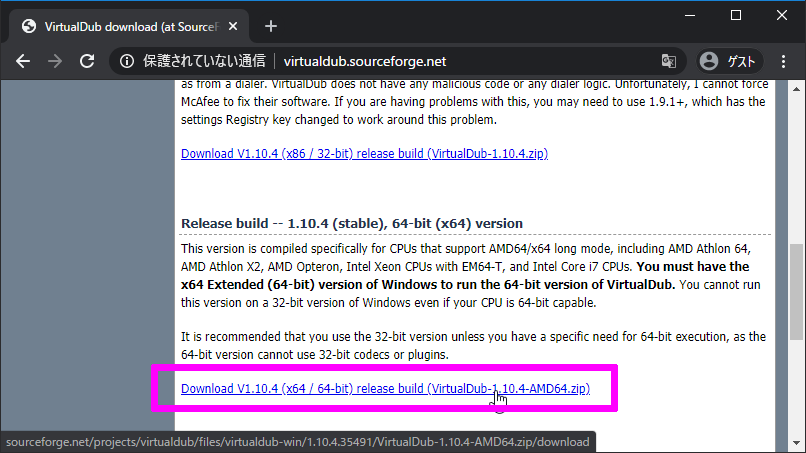 VirtualDub download (at SourceF
保護されていない通信 | virtualdub.sourceforge.net
ゲスト
as from a dialer. VirtualDub does not have any malicious code or any dialer logic. Unfortunately, I cannot force
McAfee to fix their software. If you are having problems with this, you may need to use 1.9.1+, which has the
settings Registry key changed to work around this problem.
Download V1.10.4 (x86 / 32-bit) release build (VirtualDub-1.10.4.zip)
Release build -- 1.10.4 (stable), 64-bit (x64) version
This version is compiled specifically for CPUs that support AMD64/x64 long mode, including AMD Athlon 64,
AMD Athlon X2, AMD Opteron, Intel Xeon CPUs with EM64-T, and Intel Core i7 CPUs. You must have the
x64 Extended (64-bit) version of Windows to run the 64-bit version of VirtualDub. You cannot run
this version on a 32-bit version of Windows even if your CPU is 64-bit capable.
It is recommended that you use the 32-bit version unless you have a specific need for 64-bit execution, as the
64-bit version cannot use 32-bit codecs or plugins.
Download V1.10.4 (x64 / 64-bit) release build (VirtualDub-1.10.4-AMD64.zip)
sourceforge.net/projects/virtualdub/files/virtualdub-win/1.10.4.35491/VirtualDub-1.10.4-AMD64.zip/download